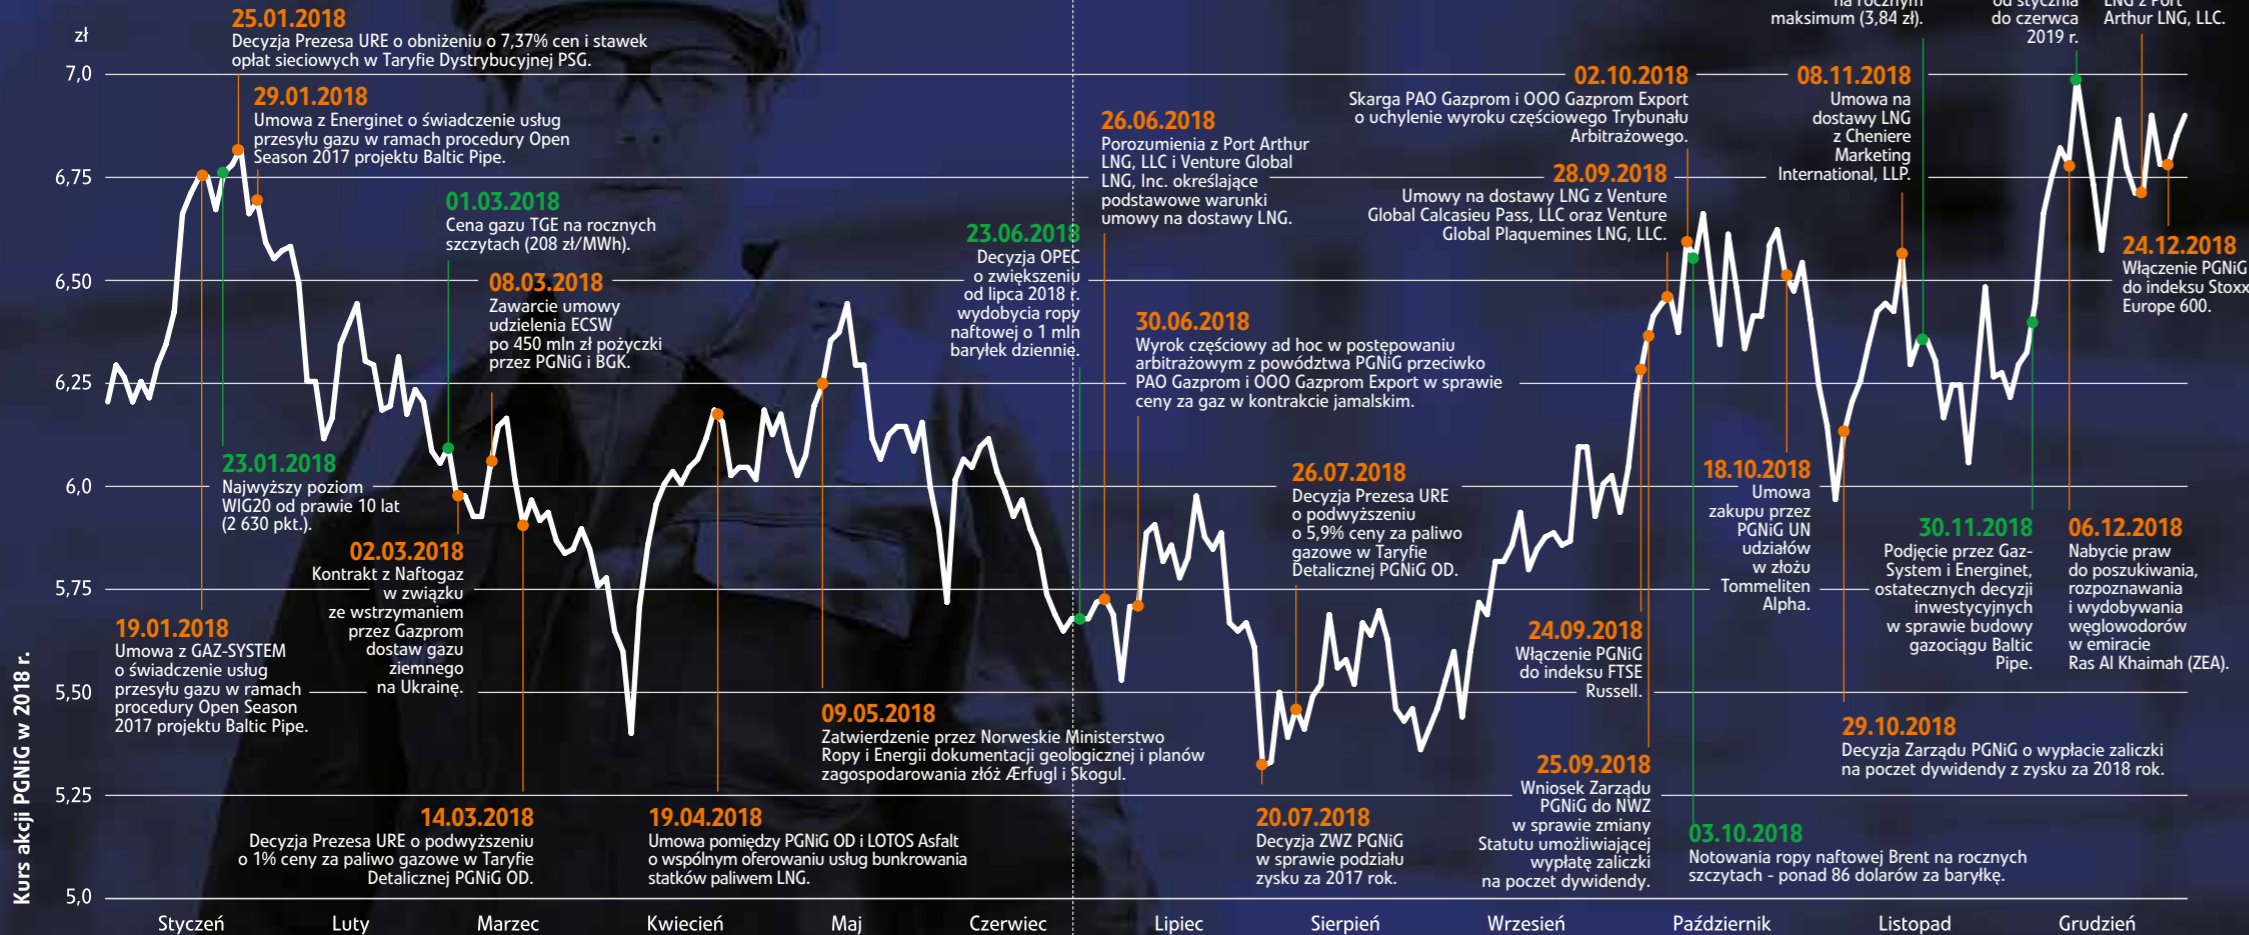 25.01.2018
Decyzja Prezesa URE o obniżeniu o 7,37% cen i stawek
opłat sieciowych w Taryfie Dystrybucyjnej PSG.
29.01.2018
Umowa z Energinet o świadczenie usług
przesyłu gazu w ramach procedury Open
Season 2017 projektu Baltic Pipe.
01.03.2018
Cena gazu TGE na rocznych
szczytach (208 zł/MWh).
08.03.2018
Zawarcie umowy
udzielenia ECSW
po 450 mln zł pożyczki
przez PGNiG i BGK.
23.01.2018
Najwyższy poziom
WIG20 od prawie 10 lat
(2 630 pkt.).
02.03.2018
Kontrakt z Naftogaz
w związku
ze wstrzymaniem
przez Gazprom
dostaw gazu
ziemnego
na Ukrainę.
19.01.2018
Umowa z GAZ-SYSTEM
o świadczenie usług
przesyłu gazu w ramach
procedury Open Season
2017 projektu Baltic Pipe.
14.03.2018
Decyzja Prezesa URE o podwyższeniu
o 1% ceny za paliwo gazowe w Taryfie
Detalicznej PGNiG OD.
19.04.2018
Umowa pomiędzy PGNiG OD i LOTOS Asfalt
o wspólnym oferowaniu usług bunkrowania
statków paliwem LNG.
09.05.2018
Zatwierdzenie przez Norweskie Ministerstwo
Ropy i Energii dokumentacji geologicznej i planów
zagospodarowania złóż Ærfugl i Skogul.
23.06.2018
Decyzja OPEC
o zwiększeniu
od lipca 2018 r.
wydobycia ropy
naftowej o 1 mln
baryłek dziennie.
26.06.2018
Porozumienia z Port Arthur
LNG, LLC i Venture Global
LNG, Inc. określające
podstawowe warunki
umowy na dostawy LNG.
30.06.2018
Wyrok częściowy ad hoc w postępowaniu
arbitrażowym z powództwa PGNiG przeciwko
PAO Gazprom i OOO Gazprom Export w sprawie
ceny za gaz w kontrakcie jamalskim.
20.07.2018
Decyzja ZWZ PGNiG
w sprawie podziału
zysku za 2017 rok.
26.07.2018
Decyzja Prezesa URE
o podwyższeniu
o 5,9% ceny za paliwo
gazowe w Taryfie
Detalicznej PGNiG OD.
02.10.2018
Skarga PAO Gazprom i OOO Gazprom Export
o uchylenie wyroku częściowego Trybunału
Arbitrażowego.
28.09.2018
Umowy na dostawy LNG z Venture
Global Calcasieu Pass, LLC oraz Venture
Global Plaquemines LNG, LLC.
24.09.2018
Włączenie PGNiG
do indeksu FTSE
Russell.
25.09.2018
Wniosek Zarządu
PGNiG do NWZ
w sprawie zmiany
Statutu umożliwiającej
wypłatę zaliczki
na poczet dywidendy.
03.10.2018
Notowania ropy naftowej Brent na rocznych
szczytach - ponad 86 dolarów za baryłkę.
18.10.2018
Umowa
zakupu przez
PGNiG UN
udziałów
w złożu
Tommeliten
Alpha.
29.10.2018
Decyzja Zarządu PGNiG o wypłacie zaliczki
na poczet dywidendy z zysku za 2018 rok.
08.11.2018
Umowa na
dostawy LNG
z Cheniere
Marketing
International, LLP.
na rocznym
maksimum (3,84 zł).
od stycznia
do czerwca
2019 r.
LNG z Port
Arthur LNG, LLC.
30.11.2018
Podjęcie przez Gaz-
System i Energinet,
ostatecznych decyzji
inwestycyjnych
w sprawie budowy
gazociągu Baltic
Pipe.
06.12.2018
Nabycie praw
do poszukiwania,
rozpoznawania
i wydobywania
węglowodorów
w emiracie
Ras Al Khaimah (ZEA).
24.12.2018
Włączenie PGNiG
do indeksu Stoxx
Europe 600.
zł
7,0
6,75
6,50
6,25
6,0
5,75
5,50
5,25
5,0
Kurs akcji PGNiG w 2018 r.
Styczeń
Luty
Marzec
Kwiecień
Maj
Czerwiec
Lipiec
Sierpień
Wrzesień
Październik
Listopad
Grudzień